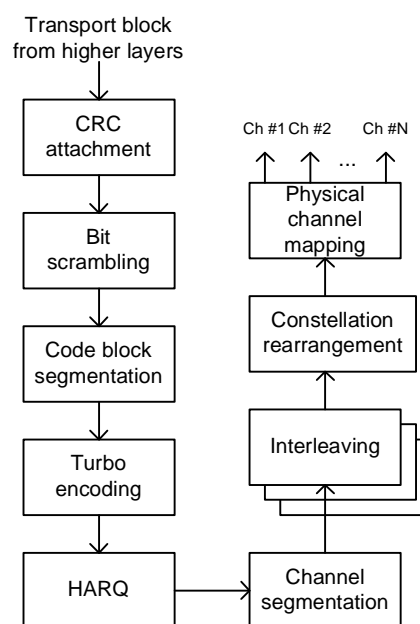 Transport block
from higher layers
CRC
attachment
Bit
scrambling
Code block
segmentation
Turbo
encoding
HARQ
Channel
segmentation
Interleaving
Constellation
rearrangement
Physical
channel
mapping
Ch #1 Ch #2 ... Ch #N